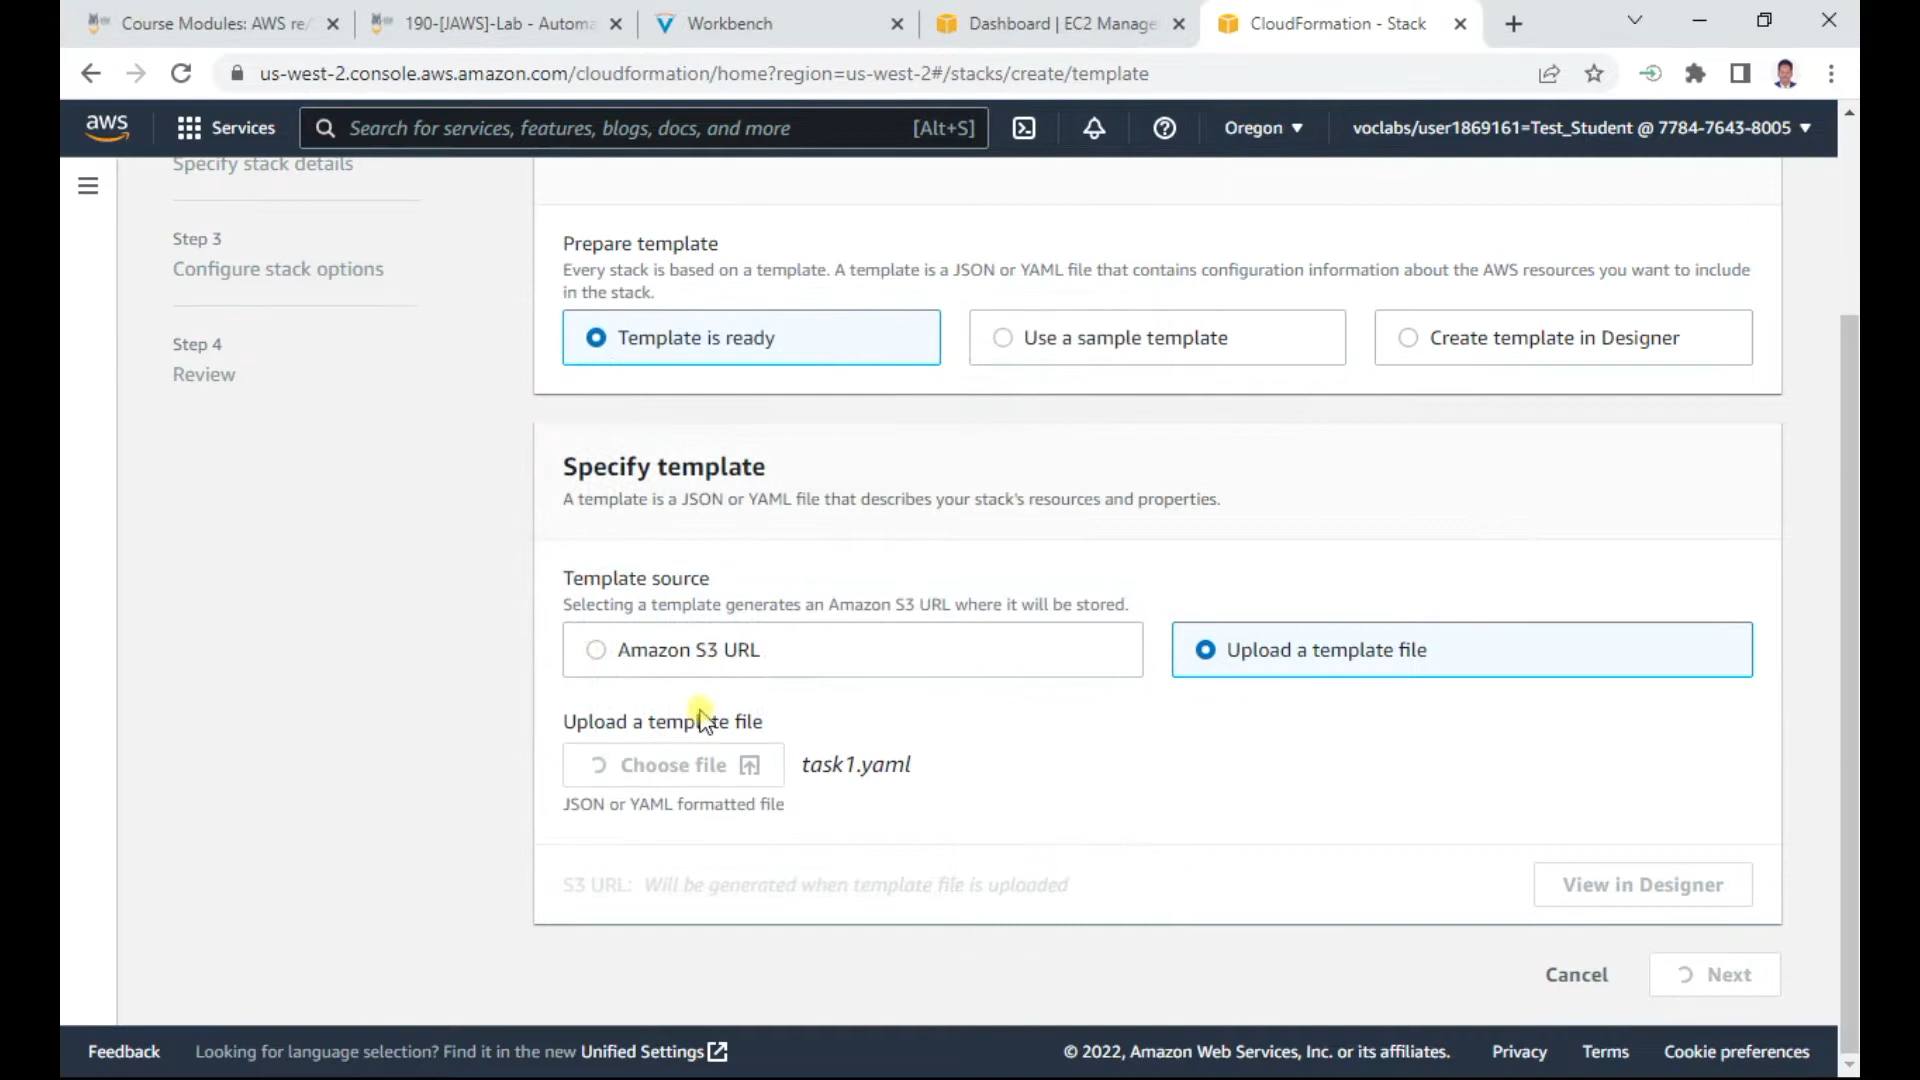 Course Modules: AWS re/
190-[JAWS]-Lab - Automa
Workbench
Dashboard | EC2 Manage
CloudFormation - Stack
us-west-2.console.aws.amazon.com/cloudformation/home?region=us-west-2#/stacks/create/template
aws
Services
Search for services, features, blogs, docs, and more
[Alt+S]
Oregon
voclabs/user1869161=Test_Student @ 7784-7643-8005
Specify stack details
Step 3
Configure stack options
Step 4
Review
Prepare template
Every stack is based on a template. A template is a JSON or YAML file that contains configuration information about the AWS resources you want to include
in the stack.
Template is ready
Use a sample template
Create template in Designer
Specify template
A template is a JSON or YAML file that describes your stack's resources and properties.
Template source
Selecting a template generates an Amazon S3 URL where it will be stored.
Amazon S3 URL
Upload a template file
Upload a template file
Choose file
task1.yaml
JSON or YAML formatted file
S3 URL: Will be generated when template file is uploaded
View in Designer
Cancel
Next
Feedback
Looking for language selection? Find it in the new Unified Settings
© 2022, Amazon Web Services, Inc. or its affiliates.
Privacy
Terms
Cookie preferences